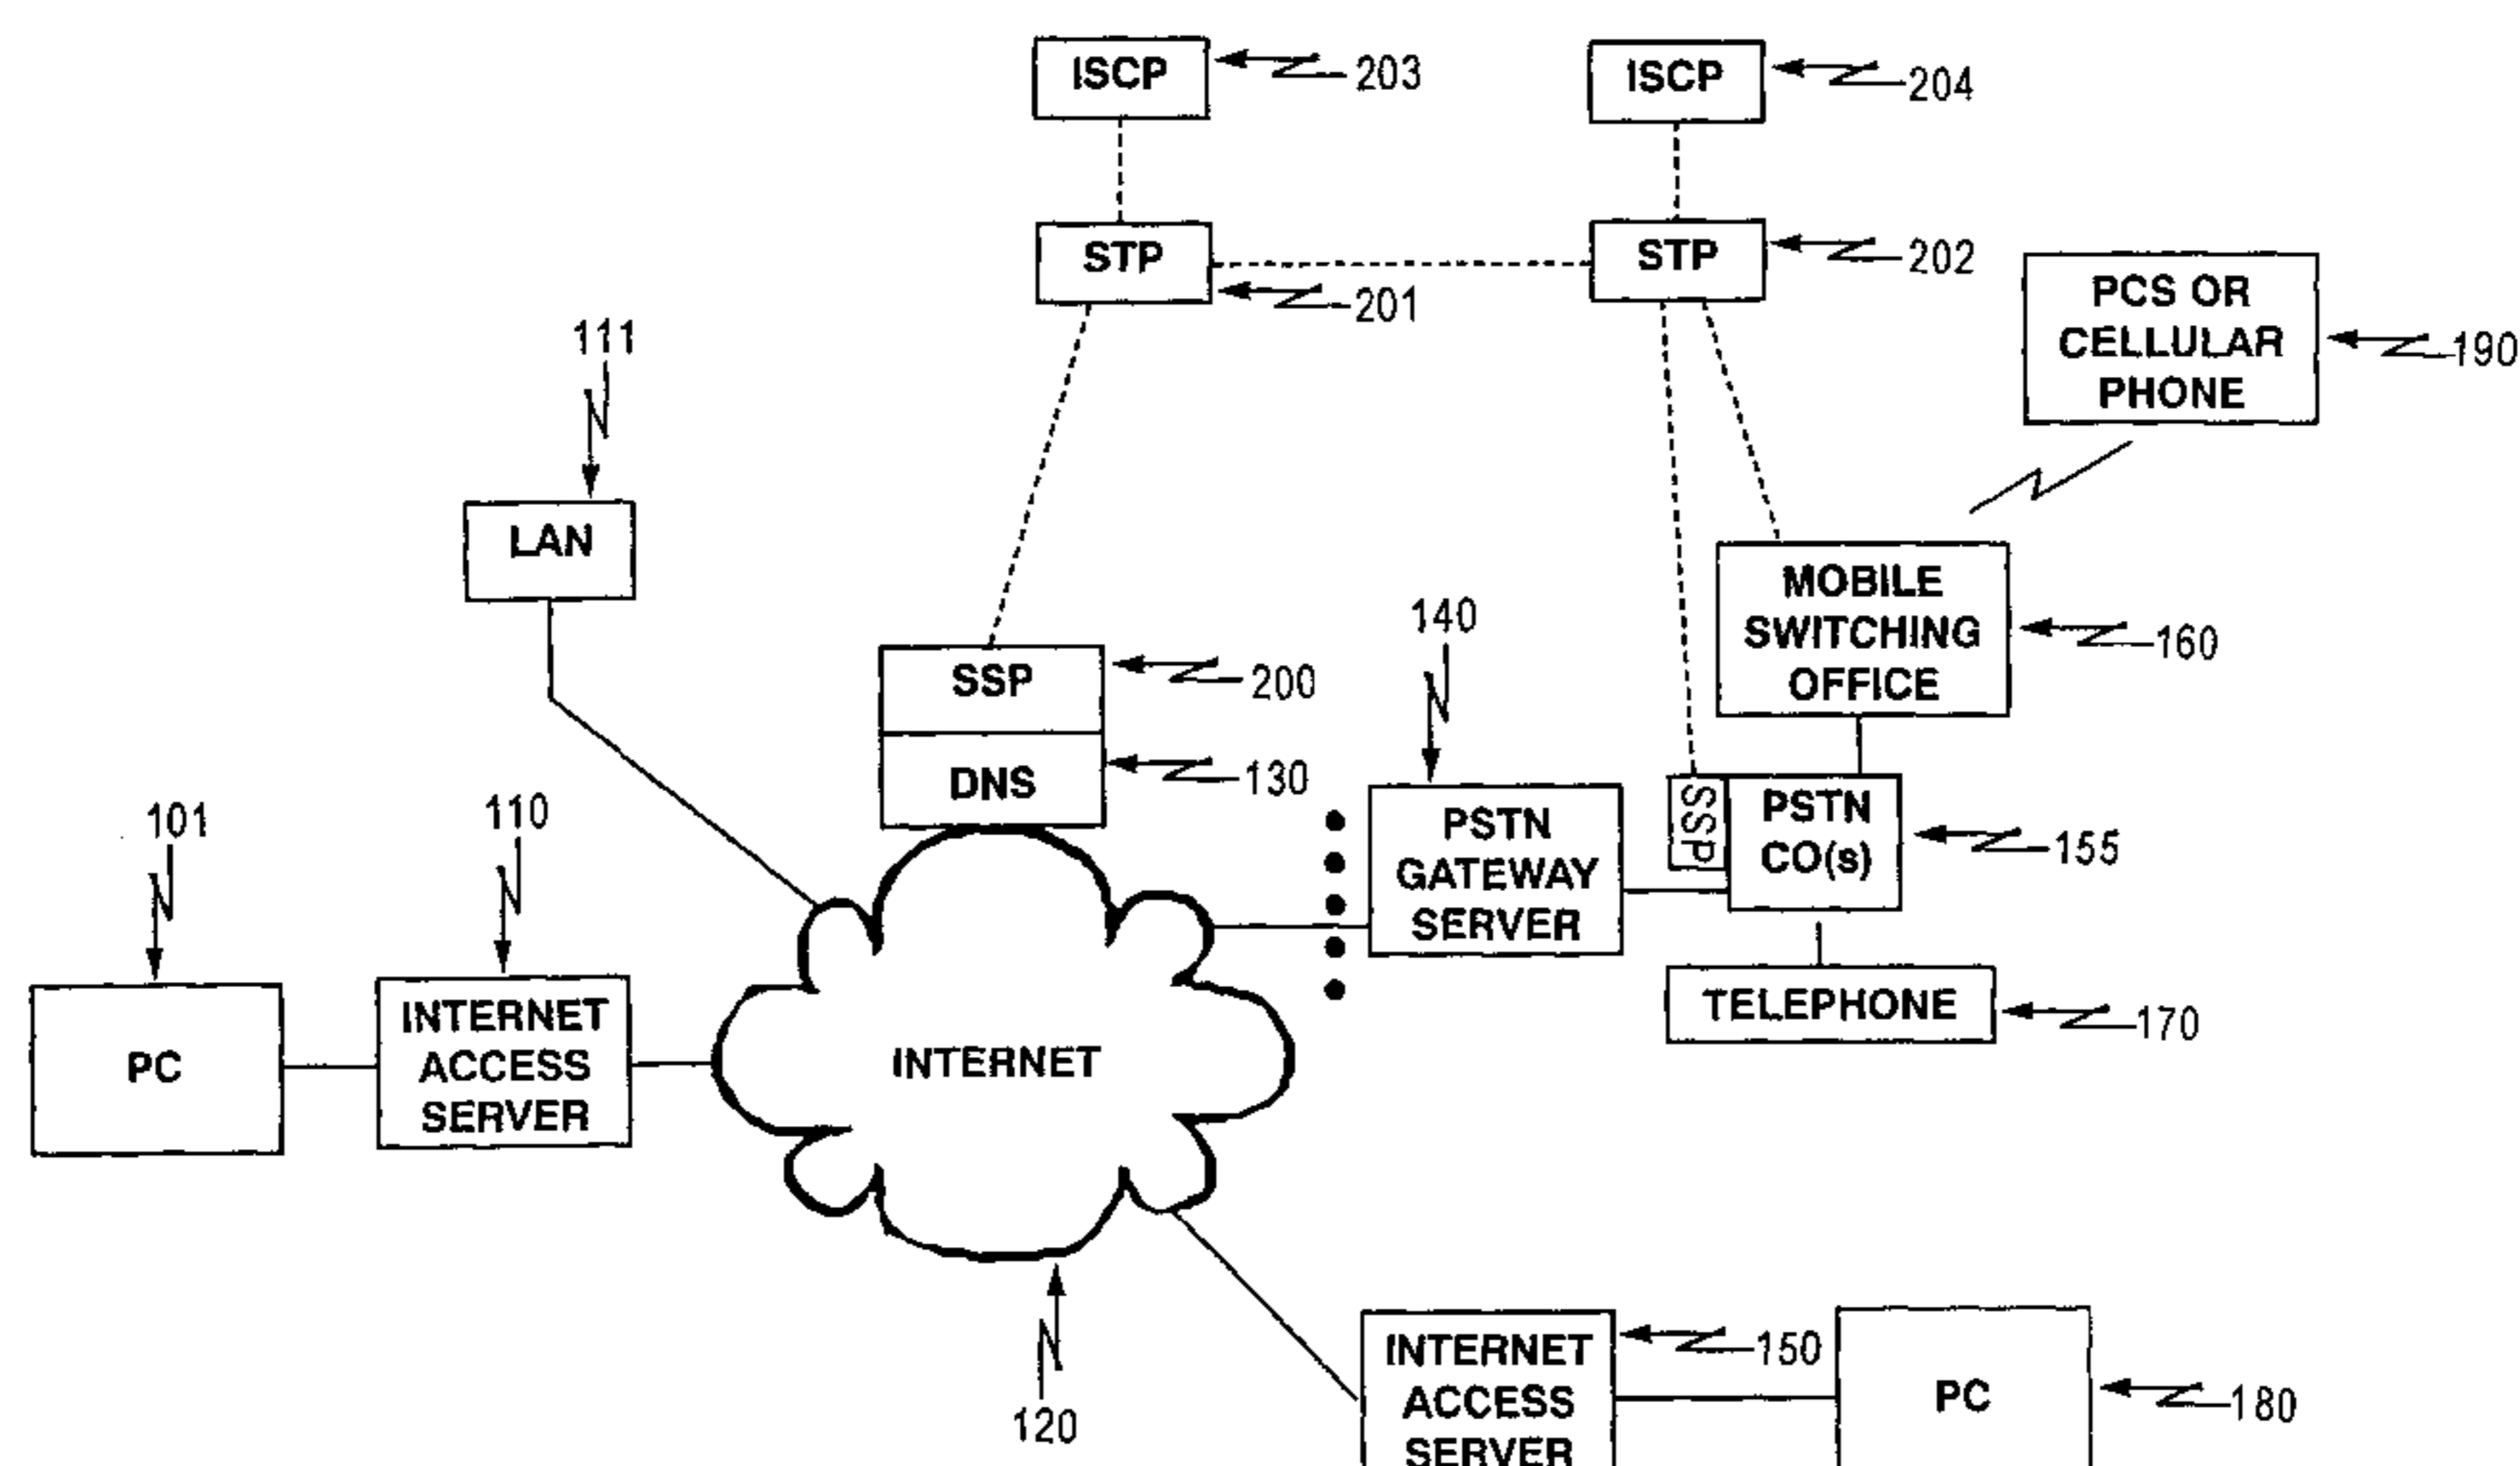 ISCP
203
ISCP
204
STP
201
STP
202
PCS OR
CELLULAR
PHONE
190
111
LAN
MOBILE
SWITCHING
OFFICE
160
SSP
200
DNS
130
140
PSTN
GATEWAY
SERVER
SSP
PSTN
CO(s)
155
TELEPHONE
170
101
PC
110
INTERNET
ACCESS
SERVER
INTERNET
120
INTERNET
ACCESS
SERVER
150
PC
180